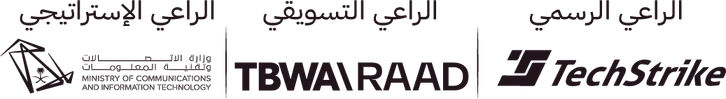 الراعي الرسمي
TechStrike
الراعي التسويقي
TBWA\RAAD
الراعي الإستراتيجي
وزارة الاتصالات
وتقنية المعلومات
MINISTRY OF COMMUNICATIONS
AND INFORMATION TECHNOLOGY